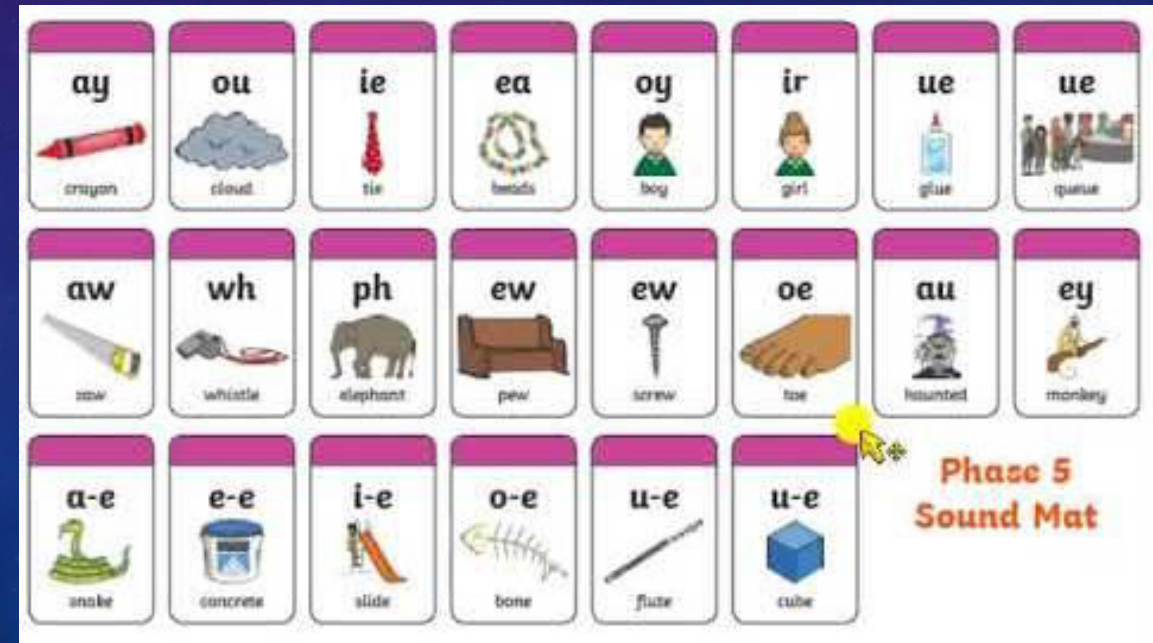 ay ou ie ea oy ir ue ue
crayon cloud tie beads boy girl glue queue
aw wh ph ew ew oe au ey
saw whistle elephant pew screw toe haunted monkey
a-e e-e i-e o-e u-e u-e
snake concrete slide bone flute cube
Phase 5
Sound Mat